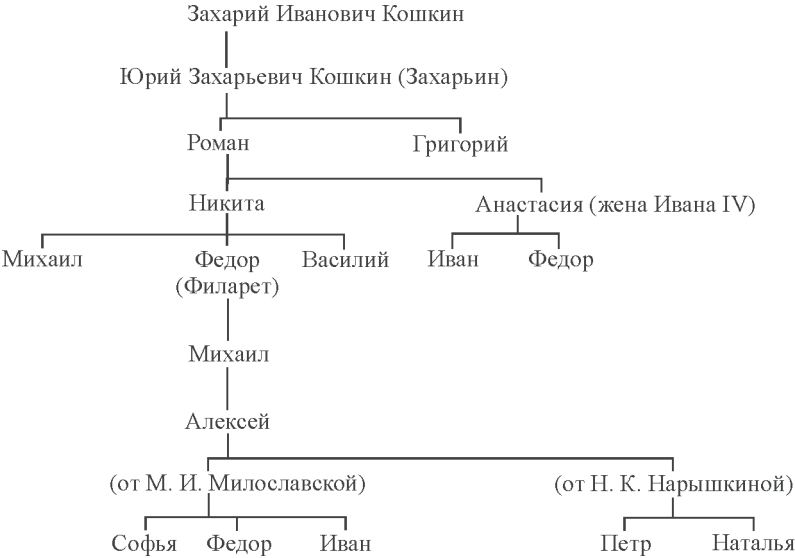 Захарий Иванович Кошкин
Юрий Захарьевич Кошкин (Захарьин)
Роман Григорий
Никита Анастасия (жена Ивана IV)
Михаил Федор Василий Иван Федор
(Филарет)
Михаил
Алексей
(от М. И. Милославской) (от Н. К. Нарышкиной)
Софья Федор Иван Петр Наталья